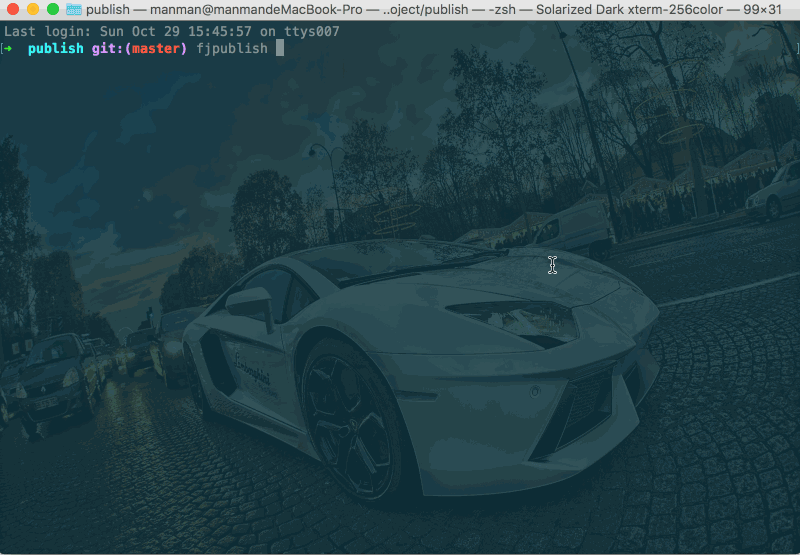 publish — manman@manmandeMacBook-Pro — ..oject/publish — -zsh — Solarized Dark xterm-256color — 99×31
Last login: Sun Oct 29 15:45:57 on ttys007
[➜  publish git:(master) fjpublish ]
Lamborghini